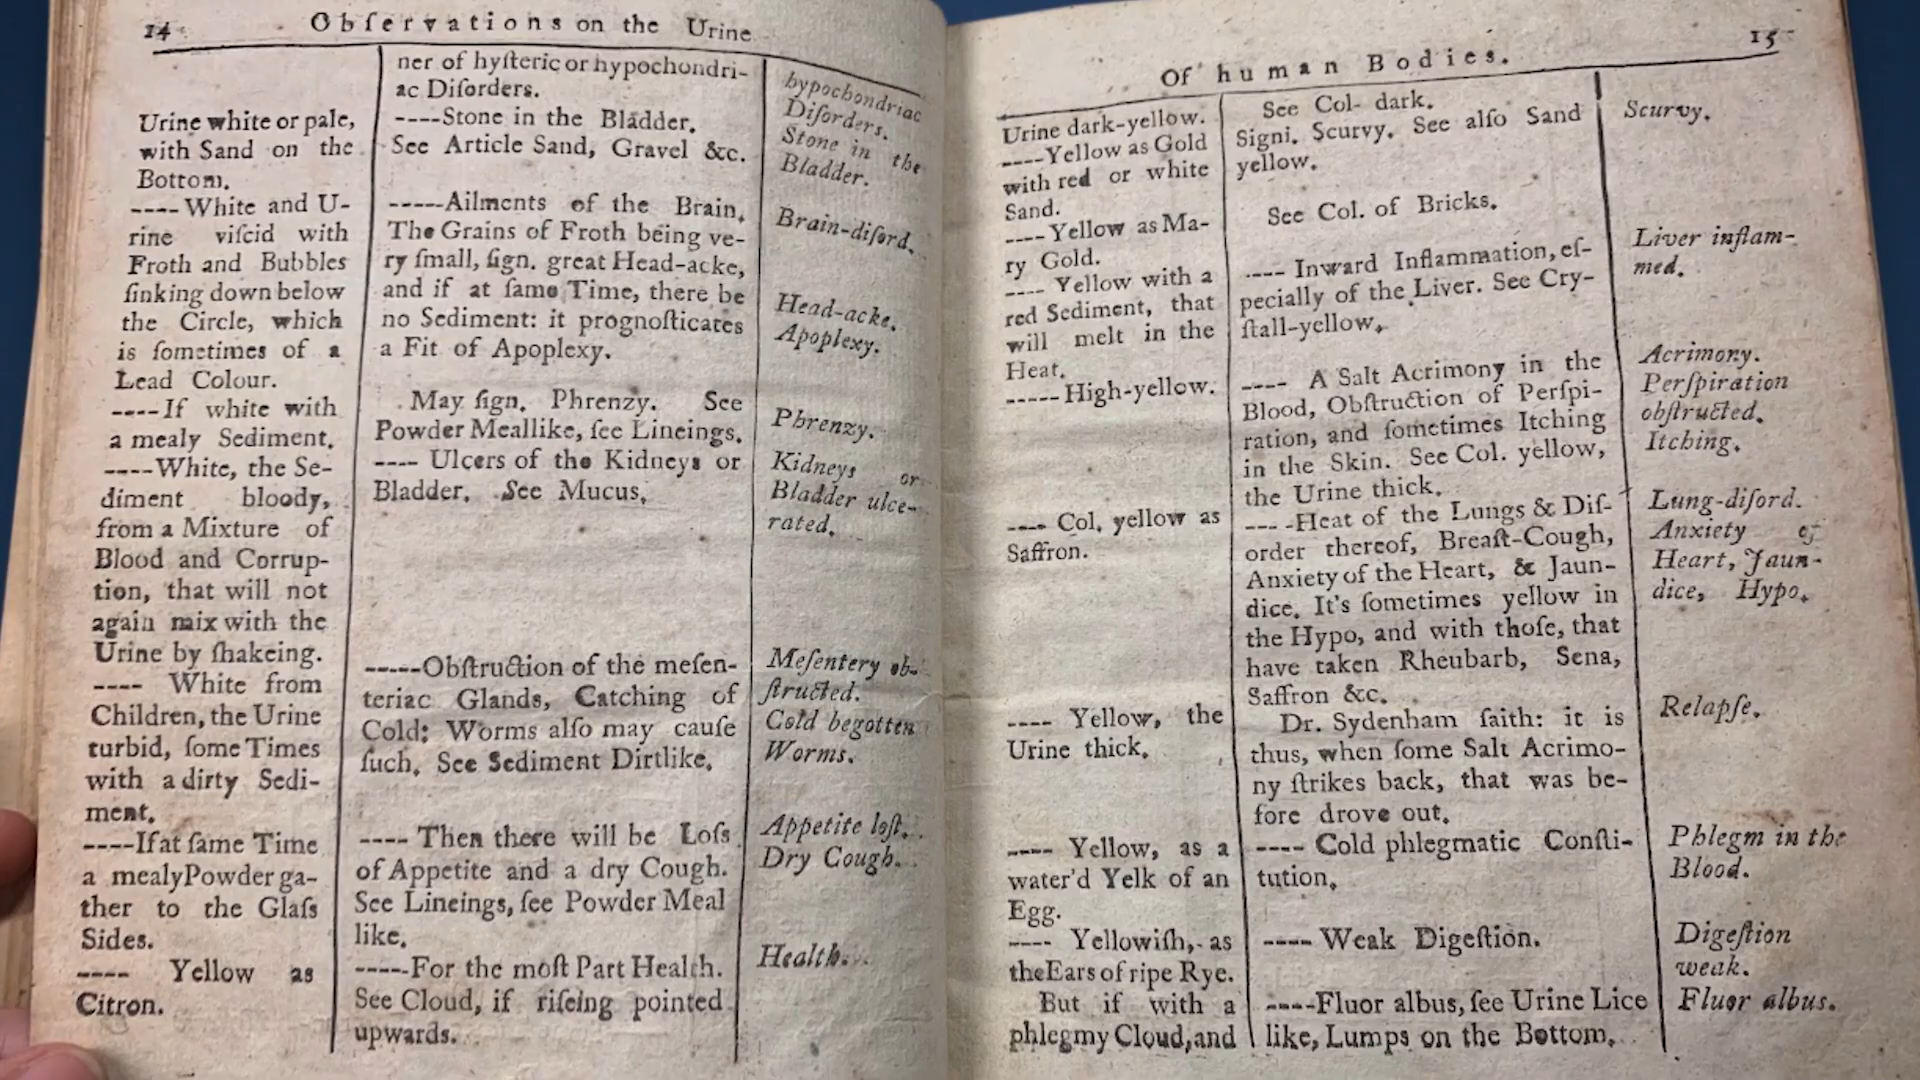 14
Obſervations on the Urine
Urine white or pale,
with Sand on the
Bottom.
---- White and U-
rine viſcid with
Froth and Bubbles
ſinking down below
the Circle, which
is ſometimes of a
Lead Colour.
----If white with
a mealy Sediment.
----White, the Se-
diment bloody,
from a Mixture of
Blood and Corrup-
tion, that will not
again mix with the
Urine by ſhakeing.
---- White from
Children, the Urine
turbid, ſome Times
with a dirty Sedi-
ment.
----If at ſame Time
a mealy Powder ga-
ther to the Glaſs
Sides.
---- Yellow as
Citron.
ner of hyſteric or hypochondri-
ac Diſorders.
----Stone in the Bladder.
See Article Sand, Gravel &c.
-----Ailments of the Brain.
The Grains of Froth being ve-
ry ſmall, ſign. great Head-acke,
and if at ſame Time, there be
no Sediment: it prognoſticates
a Fit of Apoplexy.
May ſign. Phrenzy. See
Powder Meallike, ſee Lineings.
---- Ulcers of the Kidneys or
Bladder. See Mucus.
-----Obſtruction of the meſen-
teriac Glands, Catching of
Cold: Worms alſo may cauſe
ſuch. See Sediment Dirtlike.
---- Then there will be Loſs
of Appetite and a dry Cough.
See Lineings, ſee Powder Meal
like.
-----For the moſt Part Health.
See Cloud, if riſeing pointed
upwards.
hypochondriac
Diſorders.
Stone in the
Bladder.
Brain-diſord.
Head-acke.
Apoplexy.
Phrenzy.
Kidneys or
Bladder ulce-
rated.
Meſentery ob-
ſtructed.
Cold begotten
Worms.
Appetite loſt.
Dry Cough.
Health.
15
Of human Bodies.
Urine dark-yellow.
----Yellow as Gold
with red or white
Sand.
----Yellow as Ma-
ry Gold.
---- Yellow with a
red Sediment, that
will melt in the
Heat.
-----High-yellow.
---- Col. yellow as
Saffron.
---- Yellow, the
Urine thick.
---- Yellow, as a
water'd Yelk of an
Egg.
---- Yellowiſh, as
the Ears of ripe Rye.
But if with a
phlegmy Cloud, and
See Col- dark.
Signi. Scurvy. See alſo Sand
yellow.
See Col. of Bricks.
---- Inward Inflammation, eſ-
pecially of the Liver. See Cry-
ſtall-yellow.
---- A Salt Acrimony in the
Blood, Obſtruction of Perſpi-
ration, and ſometimes Itching
in the Skin. See Col. yellow,
the Urine thick.
----Heat of the Lungs & Diſ-
order thereof, Breaſt-Cough,
Anxiety of the Heart, & Jaun-
dice. It's ſometimes yellow in
the Hypo, and with thoſe, that
have taken Rheubarb, Sena,
Saffron &c.
Dr. Sydenham ſaith: it is
thus, when ſome Salt Acrimo-
ny ſtrikes back, that was be-
fore drove out.
---- Cold phlegmatic Conſti-
tution.
---- Weak Digeſtion.
----Fluor albus, ſee Urine Lice
like, Lumps on the Bottom.
Scurvy.
Liver inflam-
med.
Acrimony.
Perſpiration
obſtructed.
Itching.
Lung-diſord.
Anxiety of
Heart, Jaun-
dice, Hypo.
Relapſe.
Phlegm in the
Blood.
Digeſtion
weak.
Fluor albus.